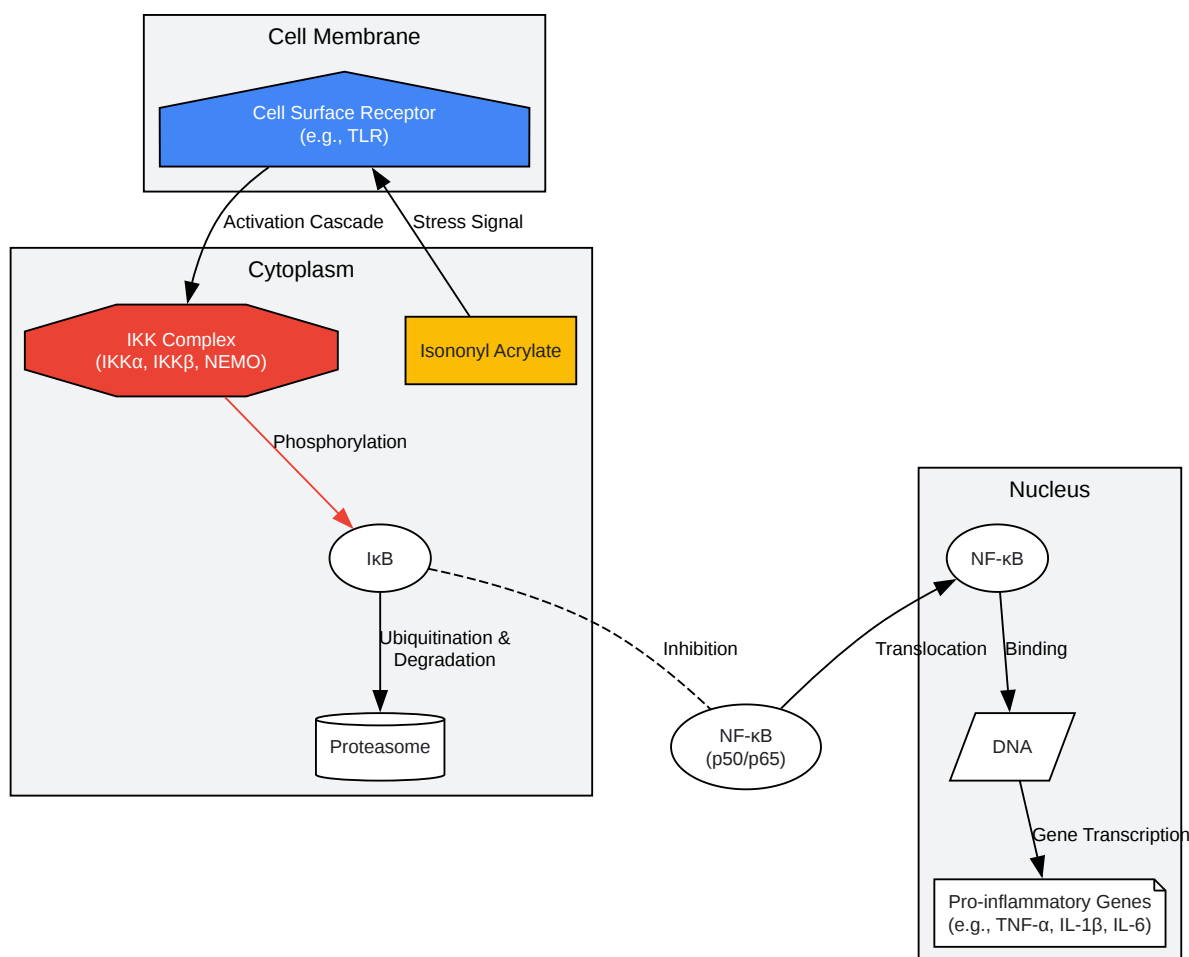 Cell Membrane
Cell Surface Receptor
(e.g., TLR)
Activation Cascade
Stress Signal
Cytoplasm
IKK Complex
(IKKα, IKKβ, NEMO)
Isononyl Acrylate
Phosphorylation
Nucleus
IκB
NF-κB
Ubiquitination &
Degradation
Inhibition
Translocation
Binding
Proteasome
NF-κB
(p50/p65)
DNA
Gene Transcription
Pro-inflammatory Genes
(e.g., TNF-α, IL-1β, IL-6)